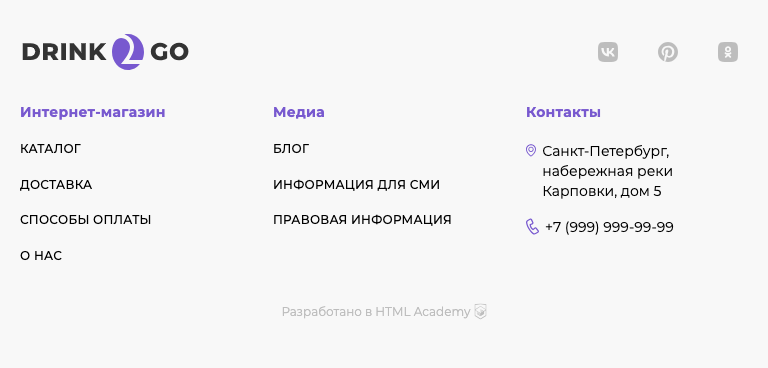 DRINK 2 GO
Интернет-магазин
КАТАЛОГ
ДОСТАВКА
СПОСОБЫ ОПЛАТЫ
О НАС
Медиа
БЛОГ
ИНФОРМАЦИЯ ДЛЯ СМИ
ПРАВОВАЯ ИНФОРМАЦИЯ
Контакты
Санкт-Петербург,
набережная реки
Карповки, дом 5
+7 (999) 999-99-99
Разработано в HTML Academy